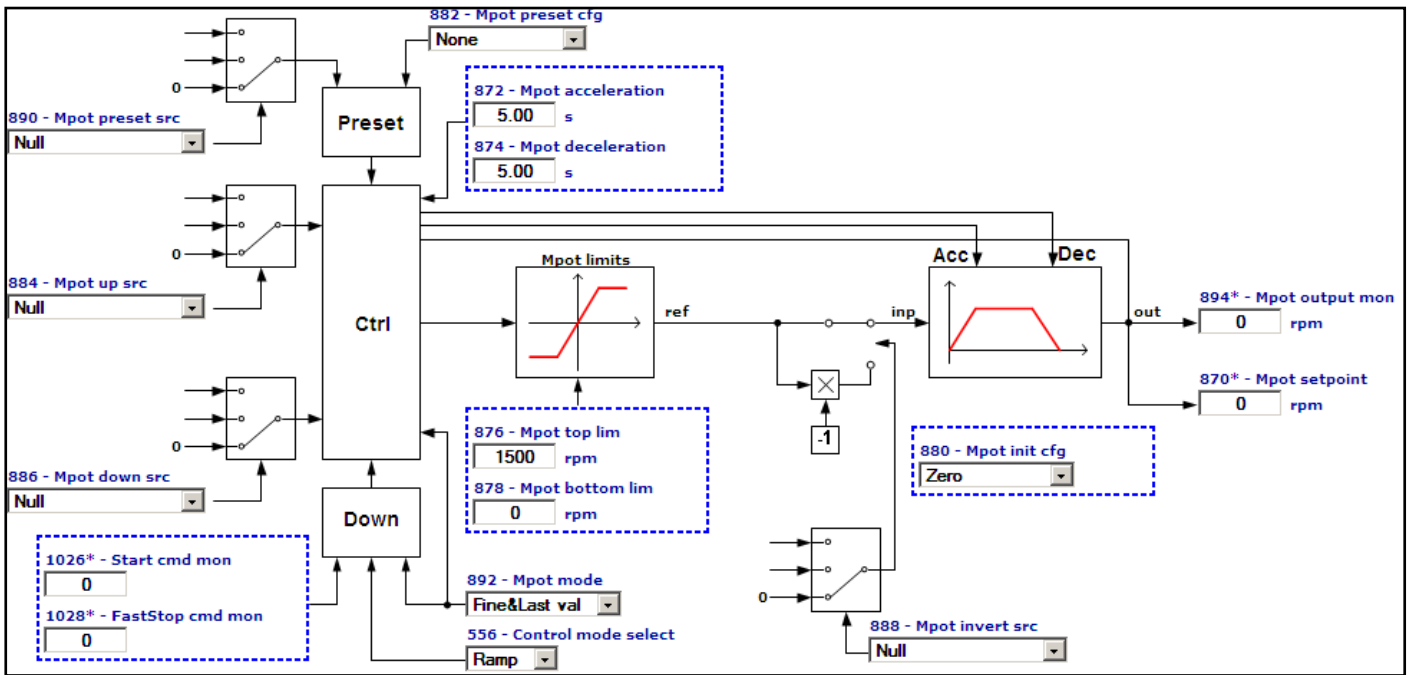 882 - Mpot preset cfg
None
872 - Mpot acceleration
5.00 s
874 - Mpot deceleration
5.00 s
0
890 - Mpot preset src
Null
Preset
0
884 - Mpot up src
Null
Ctrl
Mpot limits
ref
inp
Acc
Dec
out
894* - Mpot output mon
0 rpm
870* - Mpot setpoint
0 rpm
-1
876 - Mpot top lim
1500 rpm
878 - Mpot bottom lim
0 rpm
880 - Mpot init cfg
Zero
0
886 - Mpot down src
Null
Down
1026* - Start cmd mon
0
1028* - FastStop cmd mon
0
892 - Mpot mode
Fine&Last val
556 - Control mode select
Ramp
0
888 - Mpot invert src
Null